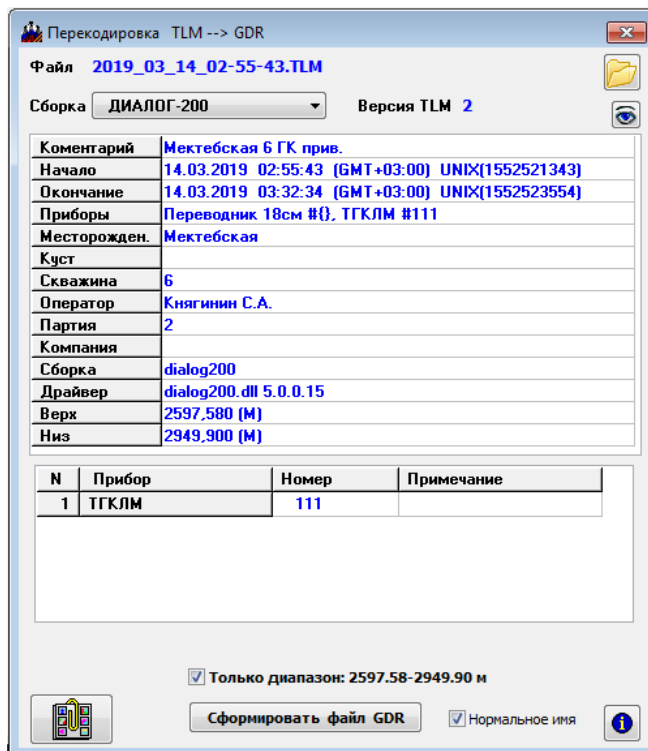 Перекодировка TLM --> GDR
Файл 2019_03_14_02-55-43.TLM
Сборка ДИАЛОГ-200 Версия TLM 2
Коментарий Мектебская 6 ГК прив.
Начало 14.03.2019 02:55:43 (GMT+03:00) UNIX(1552521343)
Окончание 14.03.2019 03:32:34 (GMT+03:00) UNIX(1552523554)
Приборы Переводник 18см #{}, ТГКЛМ #111
Месторожден. Мектебская
Куст
Скважина 6
Оператор Княгинин С.А.
Партия 2
Компания
Сборка dialog200
Драйвер dialog200.dll 5.0.0.15
Верх 2597,580 (М)
Низ 2949,900 (М)
N Прибор Номер Примечание
1 ТГКЛМ 111
Только диапазон: 2597.58-2949.90 м
Сформировать файл GDR Нормальное имя